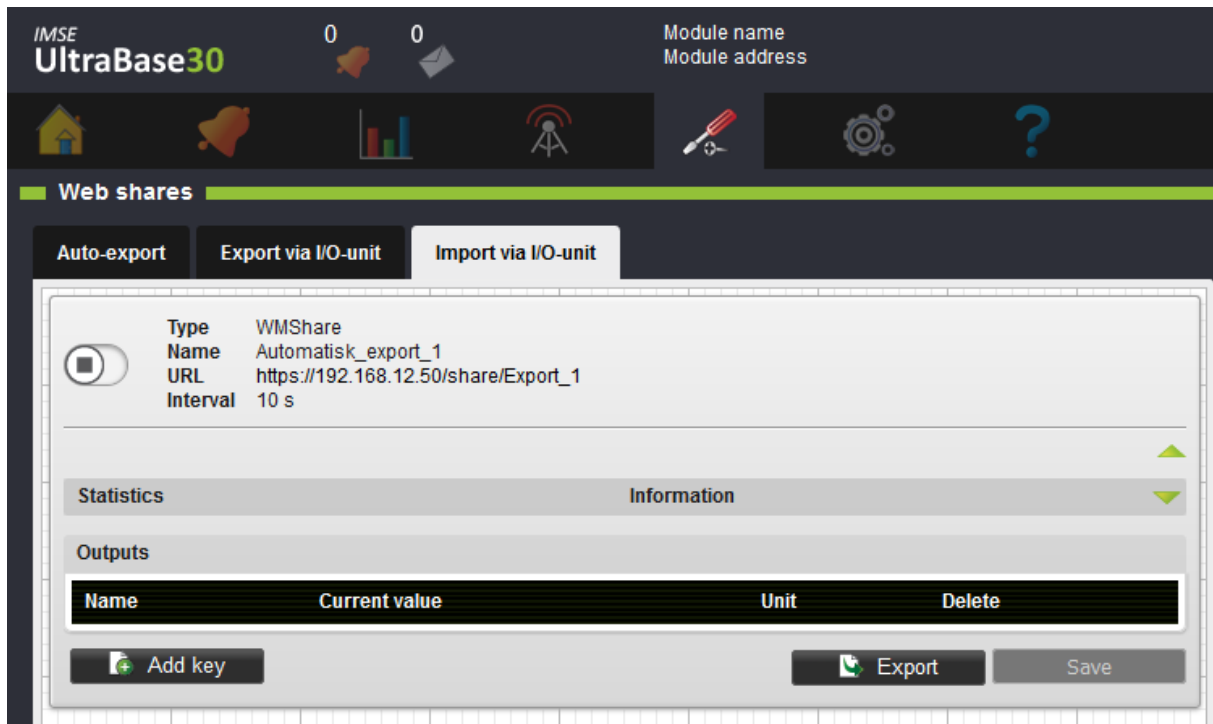 IMSE
UltraBase30
0
0
Module name
Module address
Web shares
Auto-export
Export via I/O-unit
Import via I/O-unit
Type WMShare
Name Automatisk_export_1
URL https://192.168.12.50/share/Export_1
Interval 10 s
Statistics
Information
Outputs
Name Current value Unit Delete
Add key
Export
Save